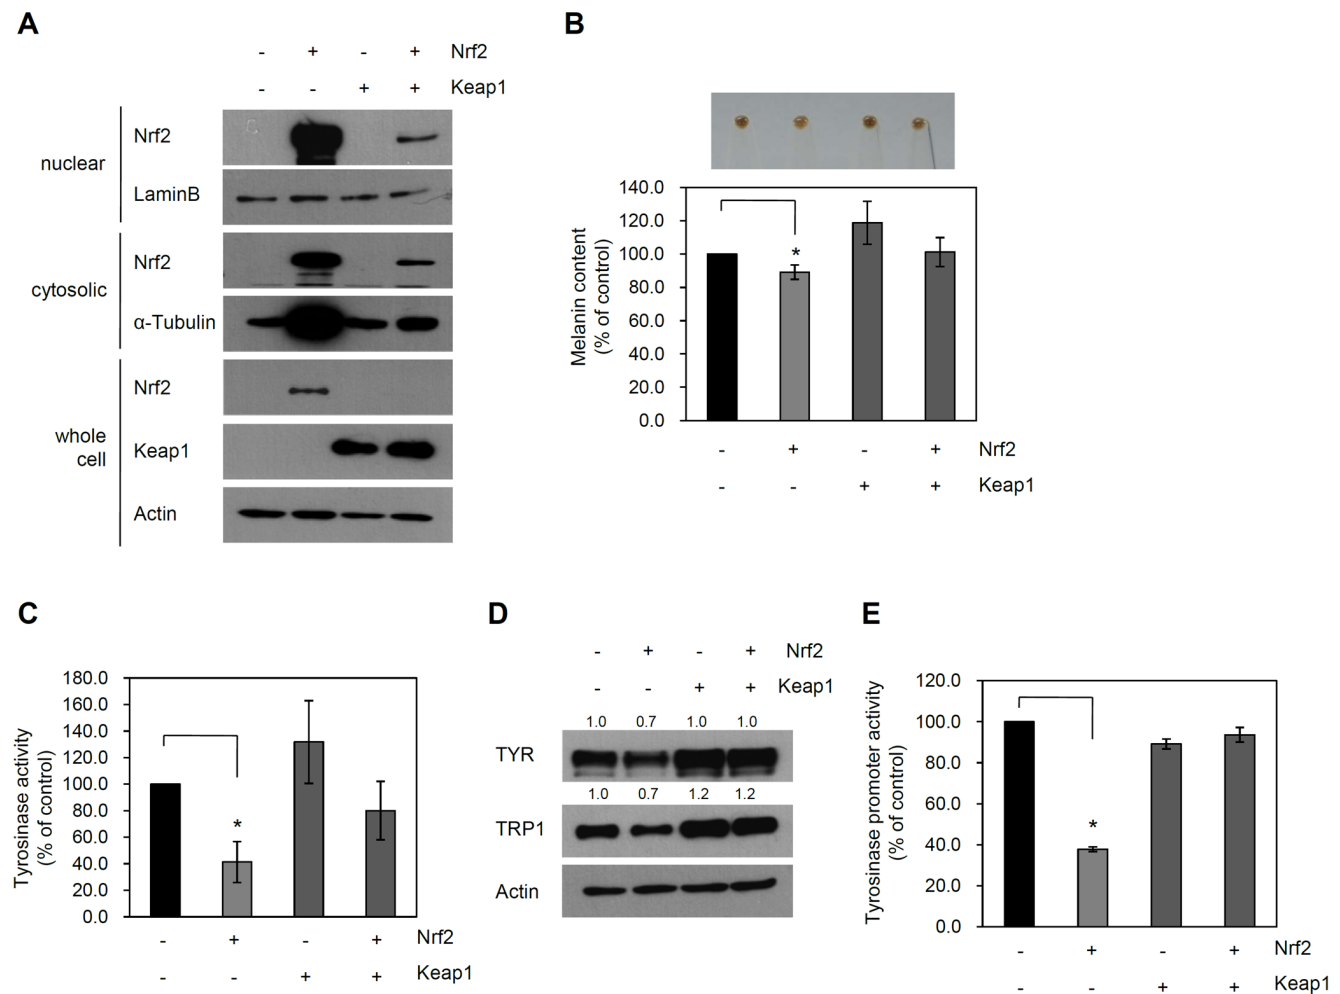 A
- + - + Nrf2
- - + + Keap1
nuclear
Nrf2
LaminB
cytosolic
Nrf2
α-Tubulin
whole
cell
Nrf2
Keap1
Actin
B
Melanin content
(% of control)
140.0
120.0
100.0
80.0
60.0
40.0
20.0
0.0
*
- + - + Nrf2
- - + + Keap1
C
Tyrosinase activity
(% of control)
180.0
160.0
140.0
120.0
100.0
80.0
60.0
40.0
20.0
0.0
*
- + - + Nrf2
- - + + Keap1
D
- + - + Nrf2
- - + + Keap1
1.0 0.7 1.0 1.0
TYR
1.0 0.7 1.2 1.2
TRP1
Actin
E
Tyrosinase promoter activity
(% of control)
120.0
100.0
80.0
60.0
40.0
20.0
0.0
*
- + - + Nrf2
- - + + Keap1